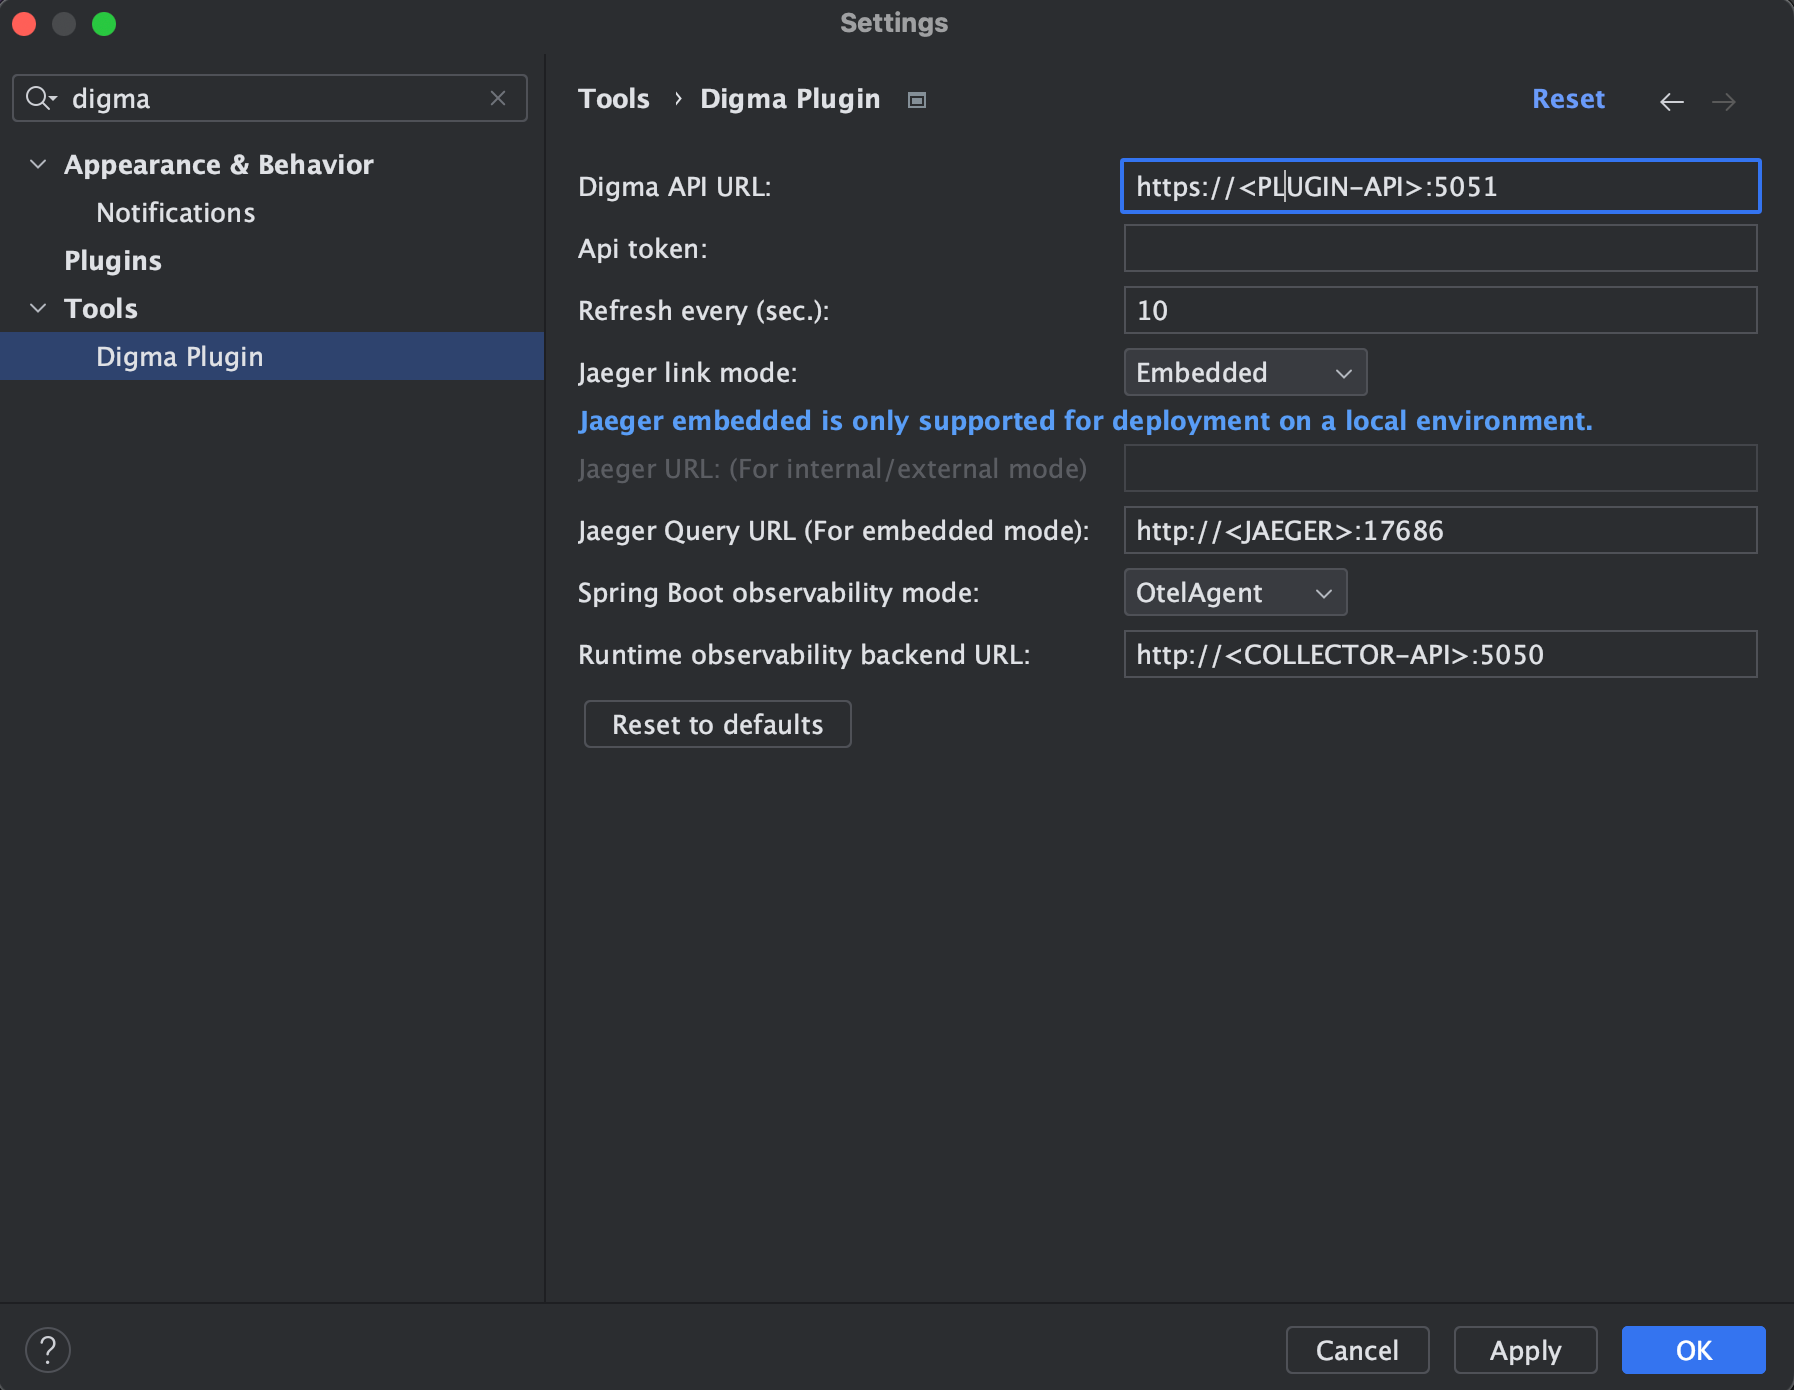 Settings
digma
Appearance & Behavior
Notifications
Plugins
Tools
Digma Plugin
Tools › Digma Plugin
Reset
Digma API URL: https://<PLUGIN-API>:5051
Api token:
Refresh every (sec.): 10
Jaeger link mode: Embedded
Jaeger embedded is only supported for deployment on a local environment.
Jaeger URL: (For internal/external mode)
Jaeger Query URL (For embedded mode): http://<JAEGER>:17686
Spring Boot observability mode: OtelAgent
Runtime observability backend URL: http://<COLLECTOR-API>:5050
Reset to defaults
? Cancel Apply OK